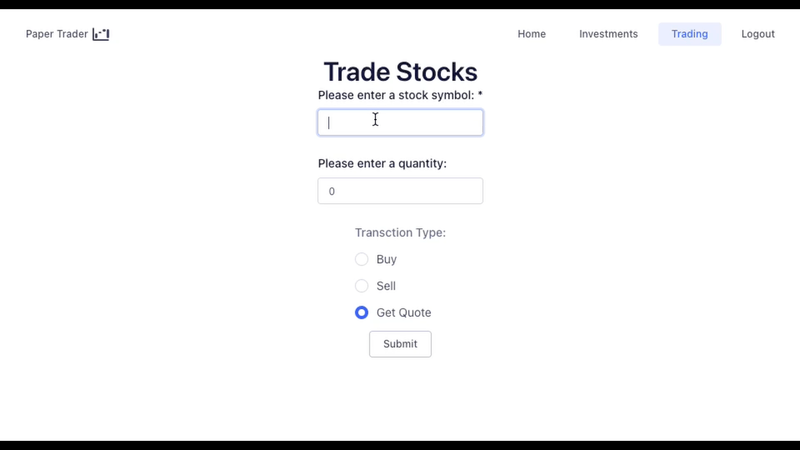 Paper Trader
Home Investments Trading Logout
Trade Stocks
Please enter a stock symbol: *
Please enter a quantity:
0
Transction Type:
Buy
Sell
Get Quote
Submit